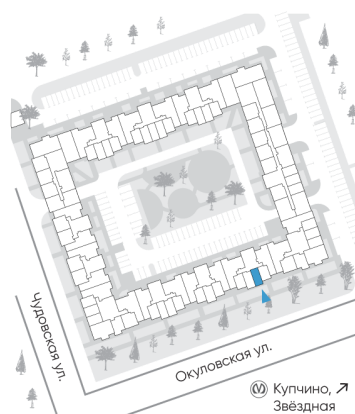 Чудовская ул.
Окуловская ул.
М Купчино, ↗
Звёздная